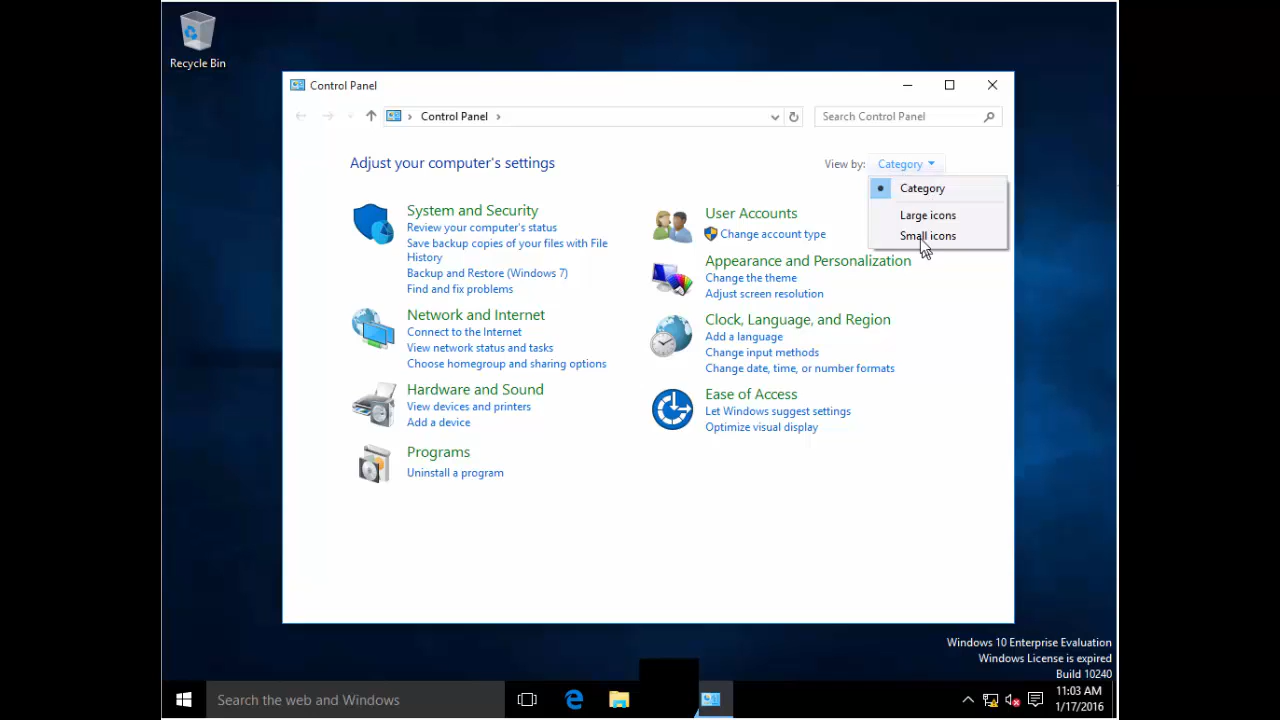 Recycle Bin
Control Panel
Control Panel
Search Control Panel
Adjust your computer's settings
View by: Category
Category
Large icons
Small icons
System and Security
Review your computer's status
Save backup copies of your files with File
History
Backup and Restore (Windows 7)
Find and fix problems
Network and Internet
Connect to the Internet
View network status and tasks
Choose homegroup and sharing options
Hardware and Sound
View devices and printers
Add a device
Programs
Uninstall a program
User Accounts
Change account type
Appearance and Personalization
Change the theme
Adjust screen resolution
Clock, Language, and Region
Add a language
Change input methods
Change date, time, or number formats
Ease of Access
Let Windows suggest settings
Optimize visual display
Windows 10 Enterprise Evaluation
Windows License is expired
Build 10240
Search the web and Windows
11:03 AM
1/17/2016